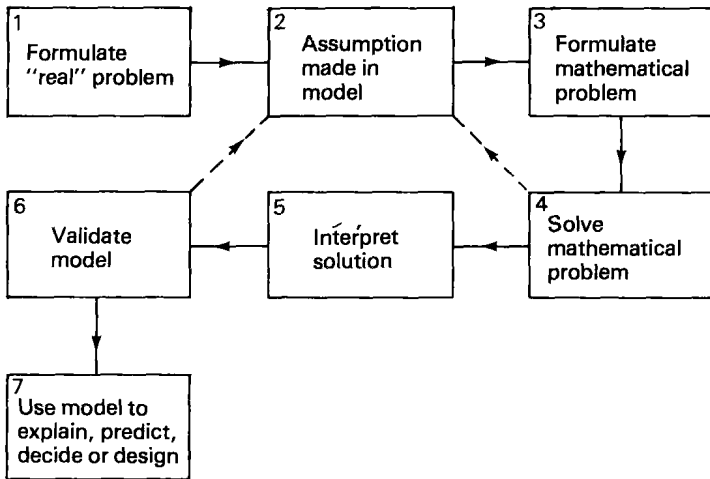 1
Formulate
"real" problem
2
Assumption
made in
model
3
Formulate
mathematical
problem
6
Validate
model
5
Interpret
solution
4
Solve
mathematical
problem
7
Use model to
explain, predict,
decide or design